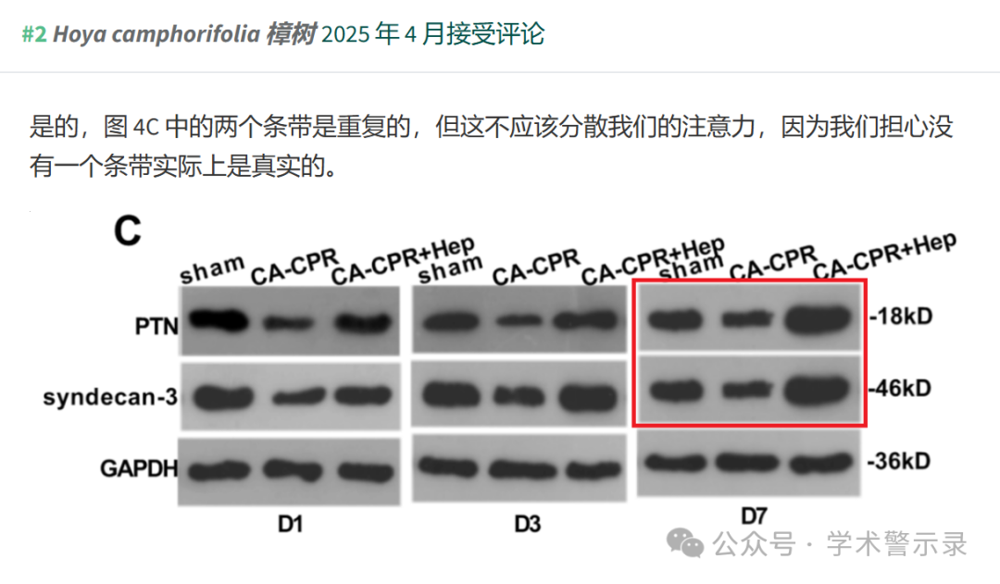 #2 Hoya camphorifolia 樟树 2025 年 4 月接受评论
是的，图 4C 中的两个条带是重复的，但这不应该分散我们的注意力，因为我们担心没
有一个条带实际上是真实的。
C
sham CA-CPR CA-CPR+Hep sham CA-CPR CA-CPR+Hep sham CA-CPR CA-CPR+Hep
PTN -18kD
syndecan-3 -46kD
GAPDH -36kD
D1 D3 D7
公众号 · 学术警示录